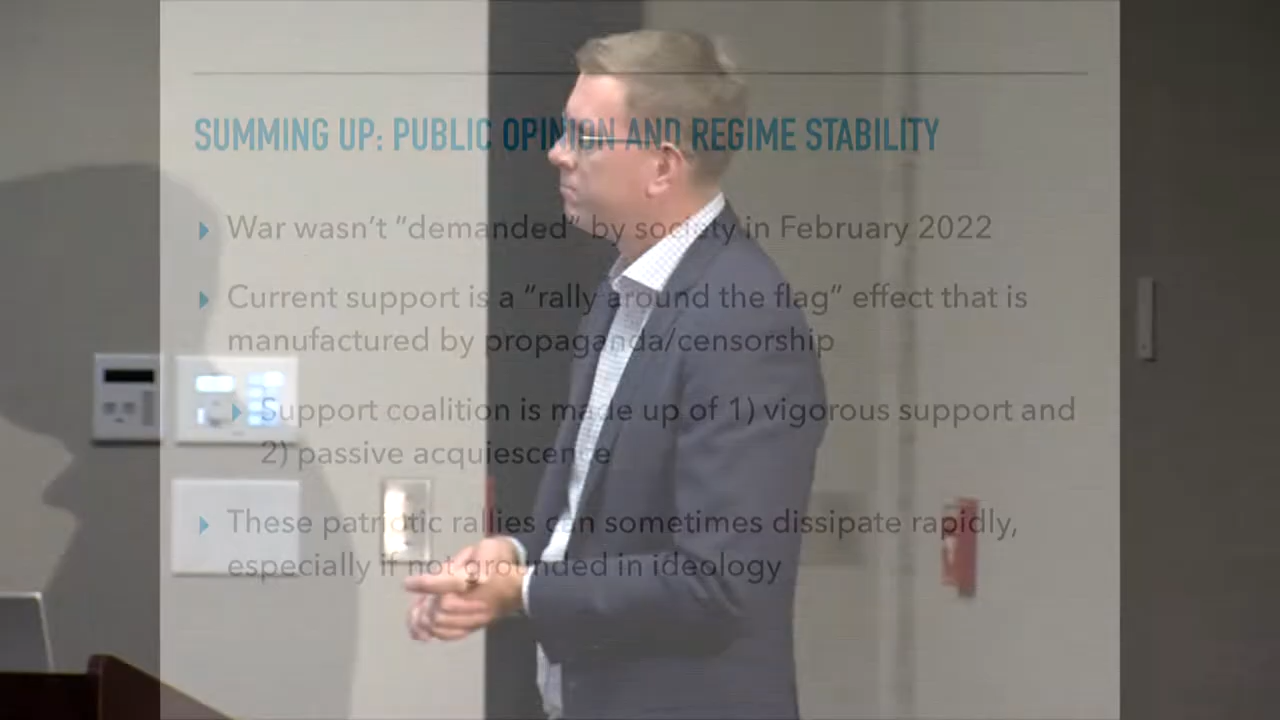 SUMMING UP: PUBLIC OPINION AND REGIME STABILITY
War wasn't "demanded" by society in February 2022
Current support is a "rally around the flag" effect that is
manufactured by propaganda/censorship
Support coalition is made up of 1) vigorous support and
2) passive acquiescence
These patriotic rallies can sometimes dissipate rapidly,
especially if not grounded in ideology